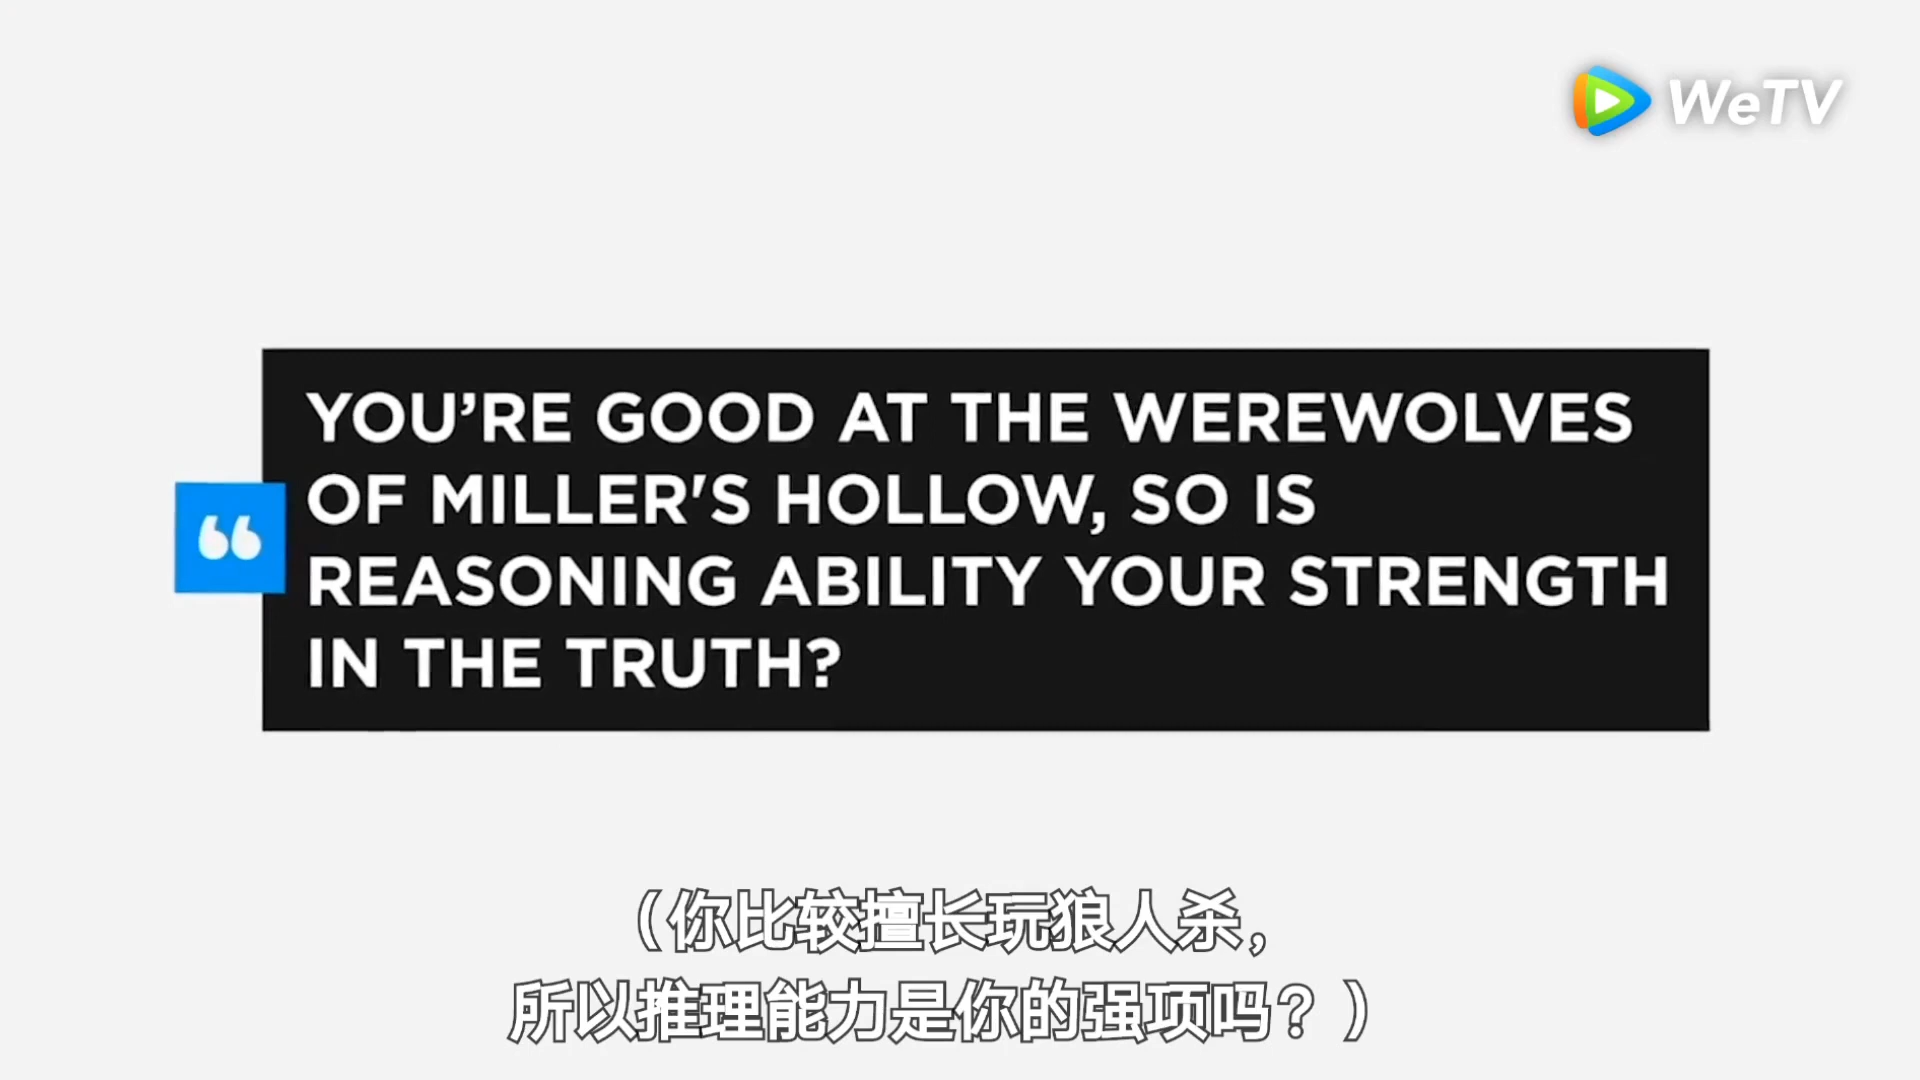 WeTV
YOU’RE GOOD AT THE WEREWOLVES
OF MILLER'S HOLLOW, SO IS
REASONING ABILITY YOUR STRENGTH
IN THE TRUTH?
（你比较擅长玩狼人杀，
所以推理能力是你的强项吗？）